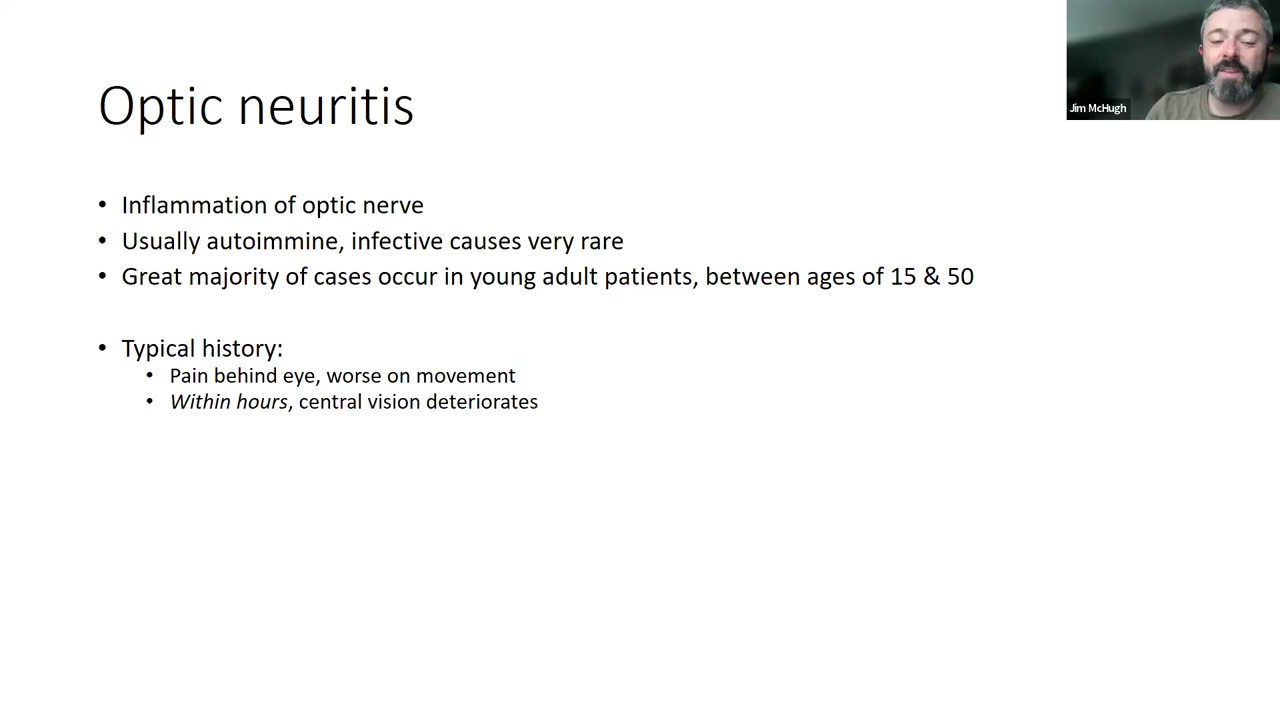 Optic neuritis
Jim McHugh
• Inflammation of optic nerve
• Usually autoimmine, infective causes very rare
• Great majority of cases occur in young adult patients, between ages of 15 & 50
• Typical history:
• Pain behind eye, worse on movement
• Within hours, central vision deteriorates